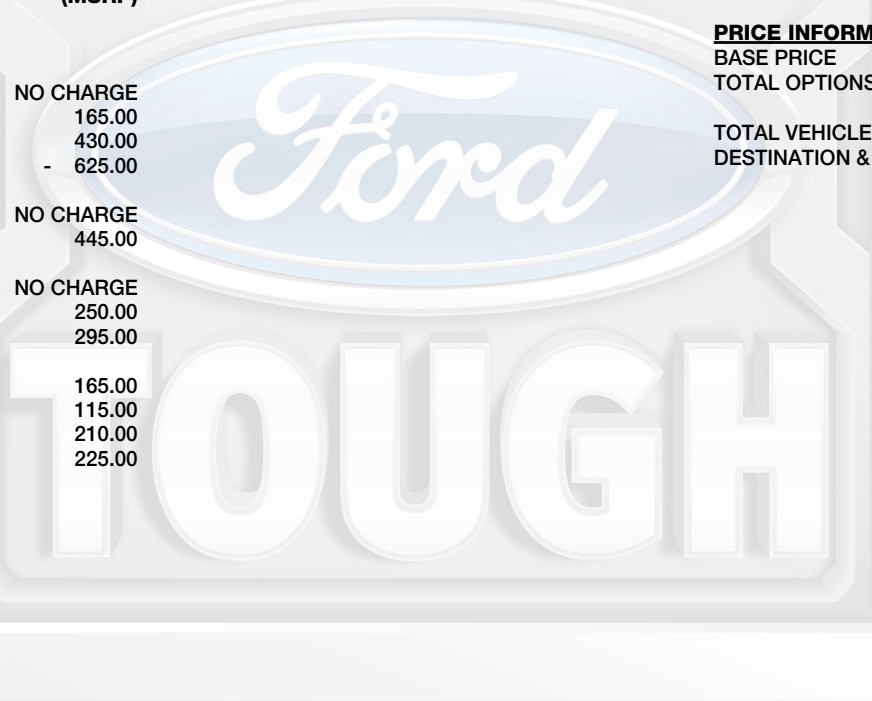 (MSRP)
NO CHARGE
165.00
430.00
- 625.00
NO CHARGE
445.00
NO CHARGE
250.00
295.00
165.00
115.00
210.00
225.00
PRICE INFORM
BASE PRICE
TOTAL OPTIONS
TOTAL VEHICLE
DESTINATION &
Ford
TOUGH